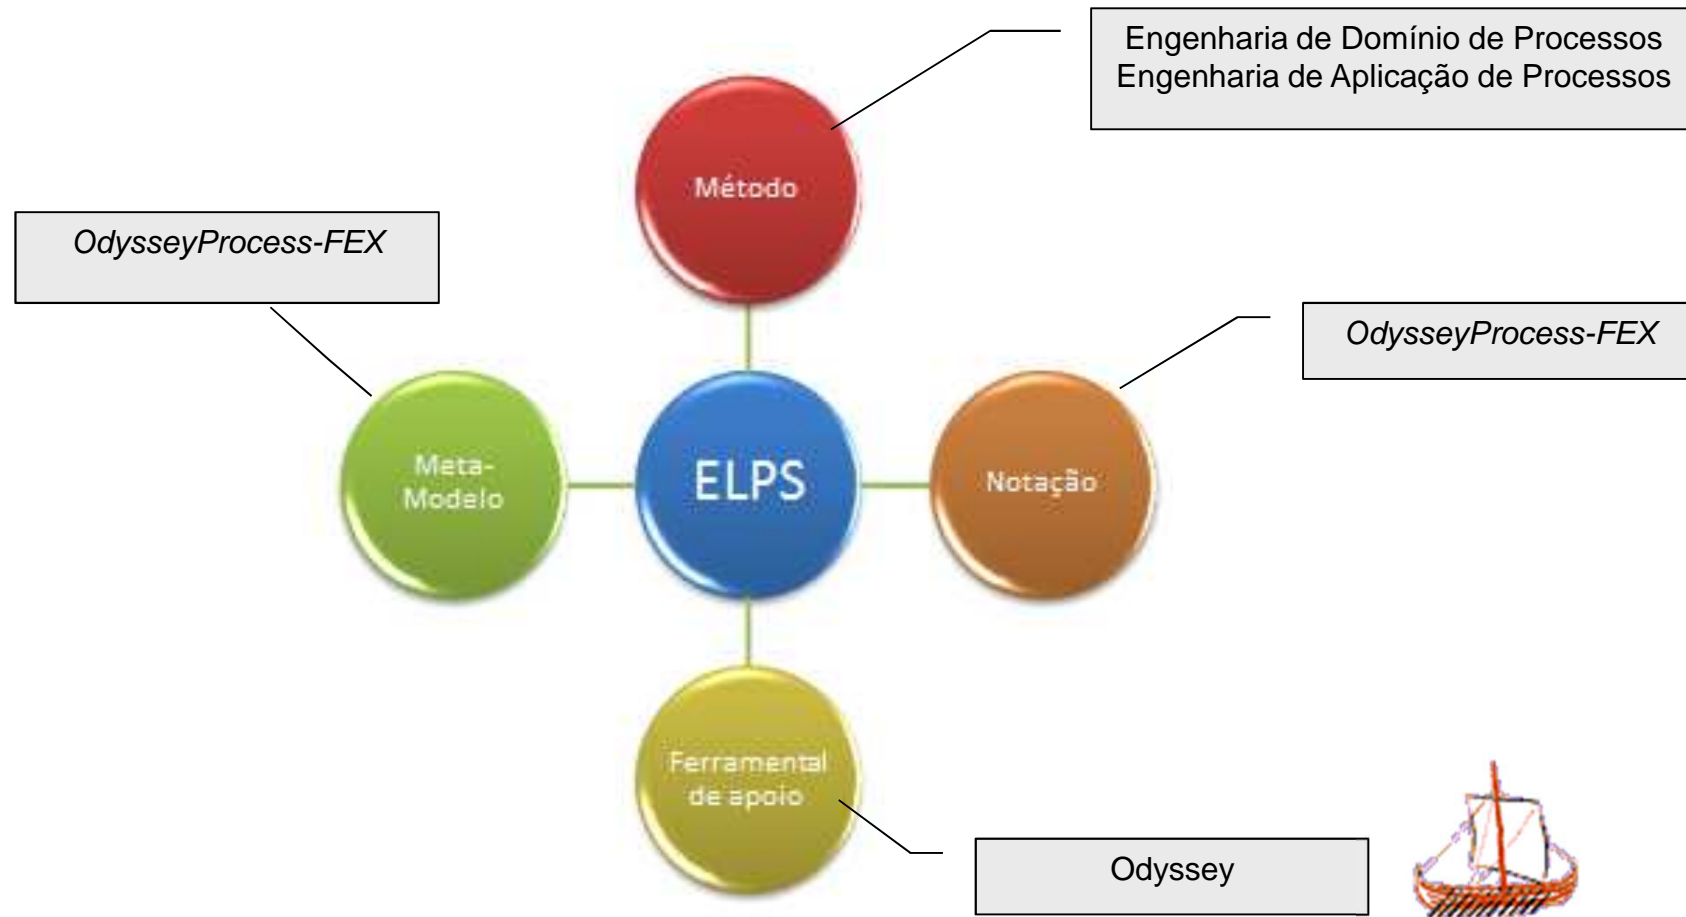 Engenharia de Domínio de Processos
Engenharia de Aplicação de Processos
Método
OdysseyProcess-FEX
OdysseyProcess-FEX
Meta-
Modelo
ELPS
Notação
Ferramental
de apoio
Odyssey